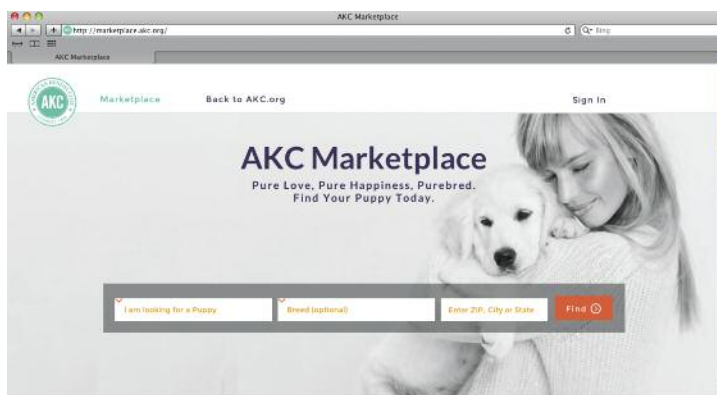 AKC Marketplace
http://marketplace.akc.org/
Bing
AKC Marketplace
AKC
Marketplace
Back to AKC.org
Sign In
AKC Marketplace
Pure Love, Pure Happiness, Purebred.
Find Your Puppy Today.
I am looking for a Puppy
Breed (optional)
Enter ZIP, City or State
Find